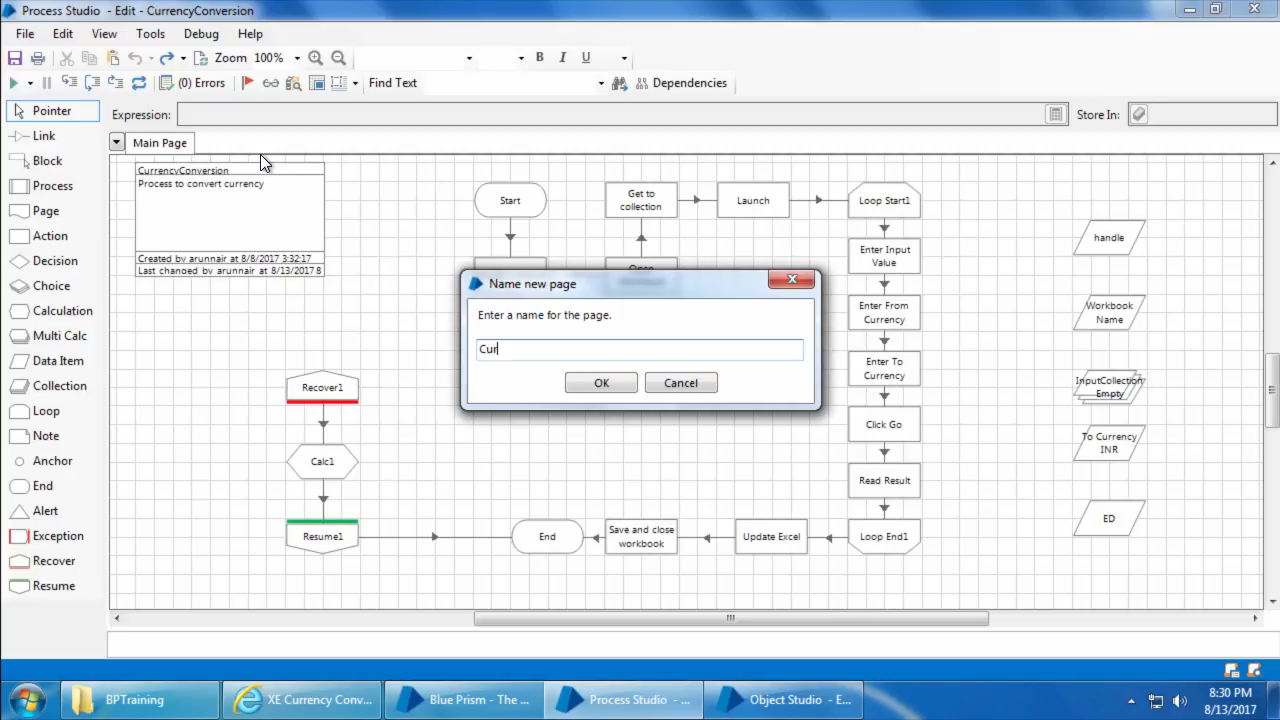 Process Studio - Edit - CurrencyConversion
File Edit View Tools Debug Help
Zoom 100% B I U
(0) Errors Find Text Dependencies
Pointer
Link
Block
Process
Page
Action
Decision
Choice
Calculation
Multi Calc
Data Item
Collection
Loop
Note
Anchor
End
Alert
Exception
Recover
Resume
Expression: Store In:
Main Page
CurrencyConversion
Process to convert currency
Created by arunnair at 8/8/2017 3:32:17
Last changed by arunnair at 8/13/2017 8
Start
Get to
collection
Launch
Loop Start1
Enter Input
Value
Enter From
Currency
Enter To
Currency
Click Go
Read Result
Loop End1
Update Excel
Save and close
workbook
End
Open
Recover1
Calc1
Resume1
handle
Workbook
Name
InputCollection
Empty
To Currency
INR
ED
Name new page
Enter a name for the page.
Cur
OK Cancel
BPTraining
XE Currency Conv...
Blue Prism - The ...
Process Studio - ...
Object Studio - E...
8:30 PM
8/13/2017